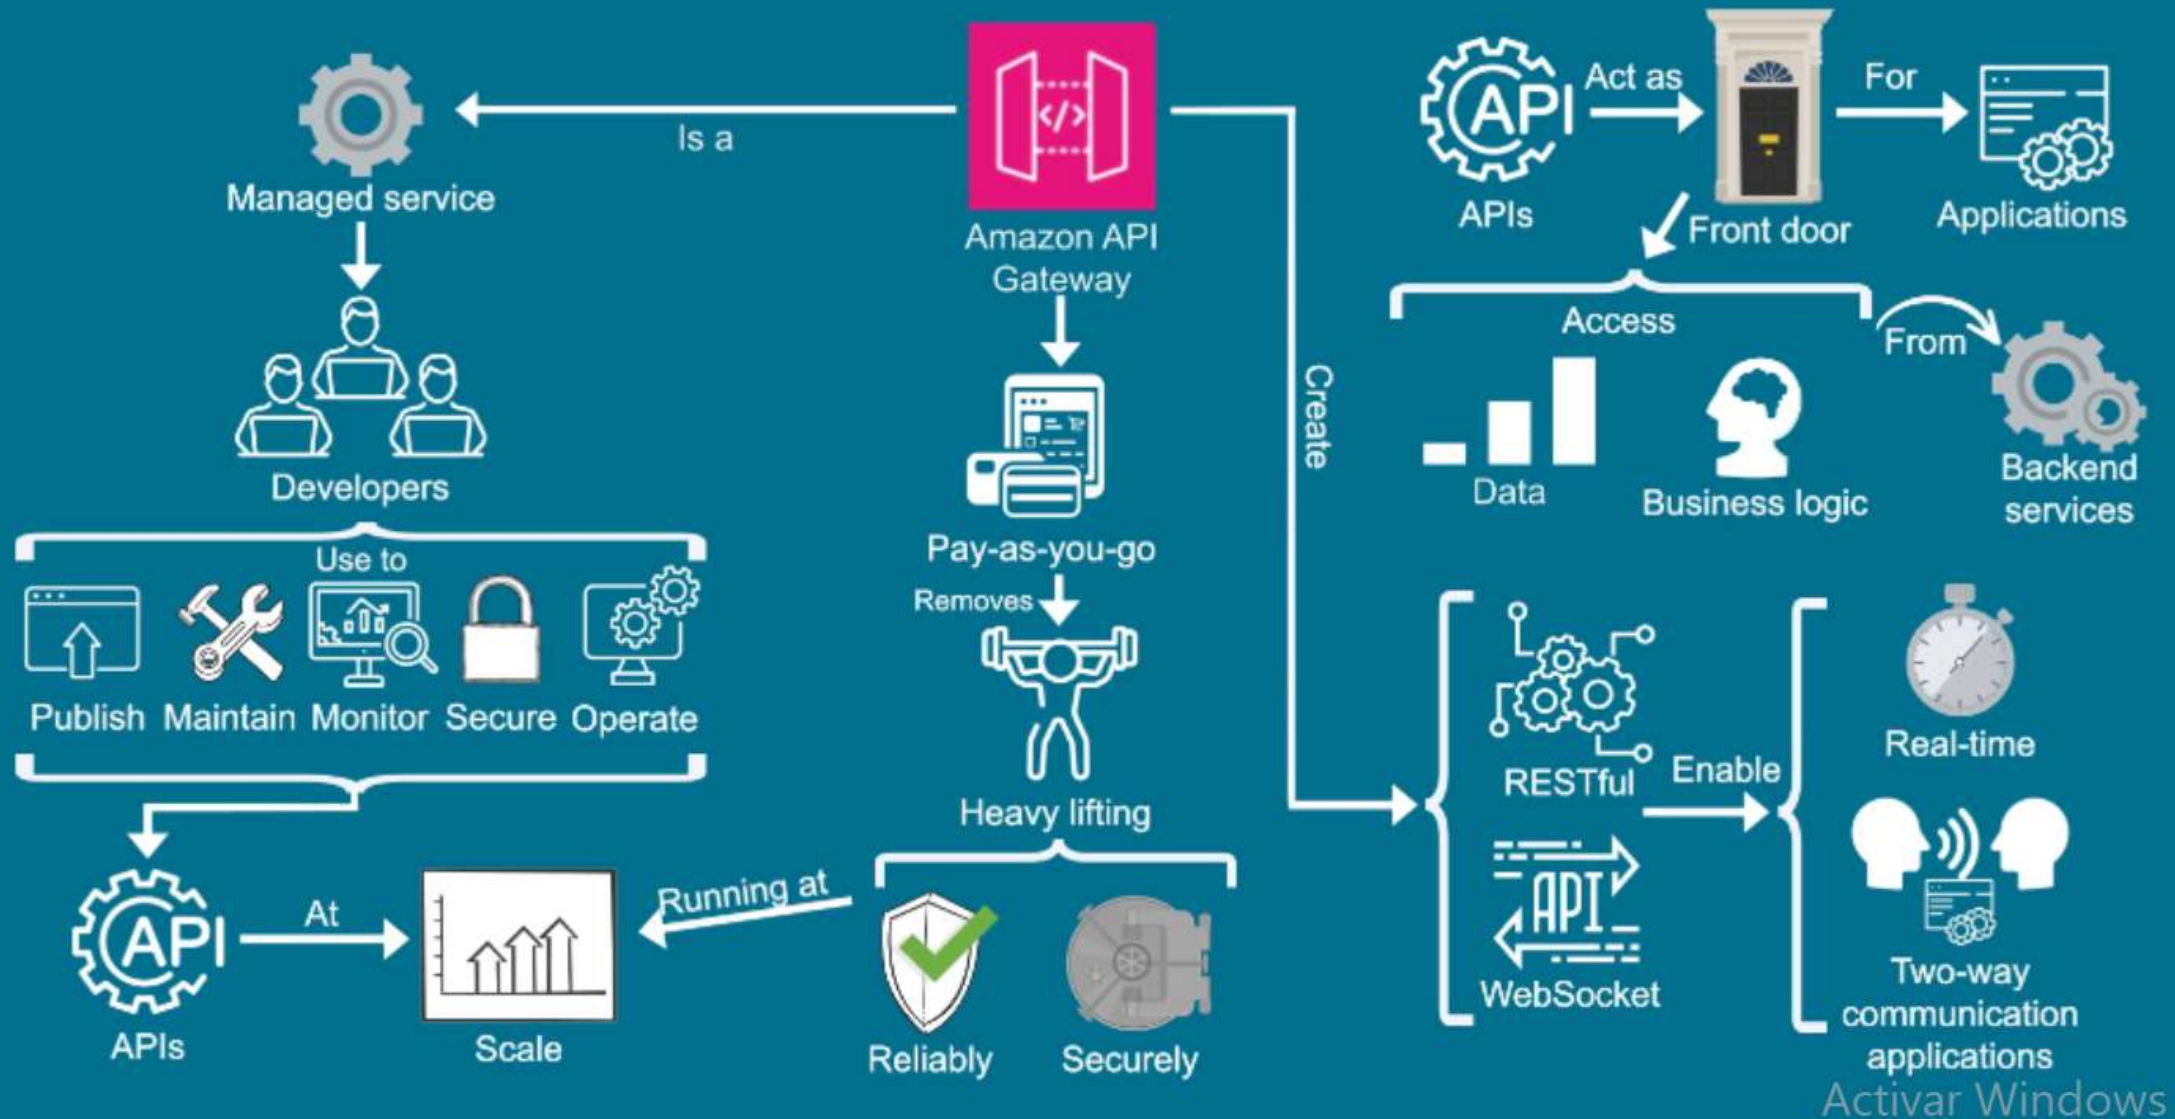 Is a
Managed service
Developers
Use to
Publish
Maintain
Monitor
Secure
Operate
API
APIs
At
Scale
</>
Amazon API
Gateway
Pay-as-you-go
Removes
Heavy lifting
Running at
Reliably
Securely
Create
API
APIs
Act as
Front door
For
Applications
Access
Data
Business logic
From
Backend
services
RESTful
API
WebSocket
Enable
Real-time
Two-way
communication
applications
Activar Windows